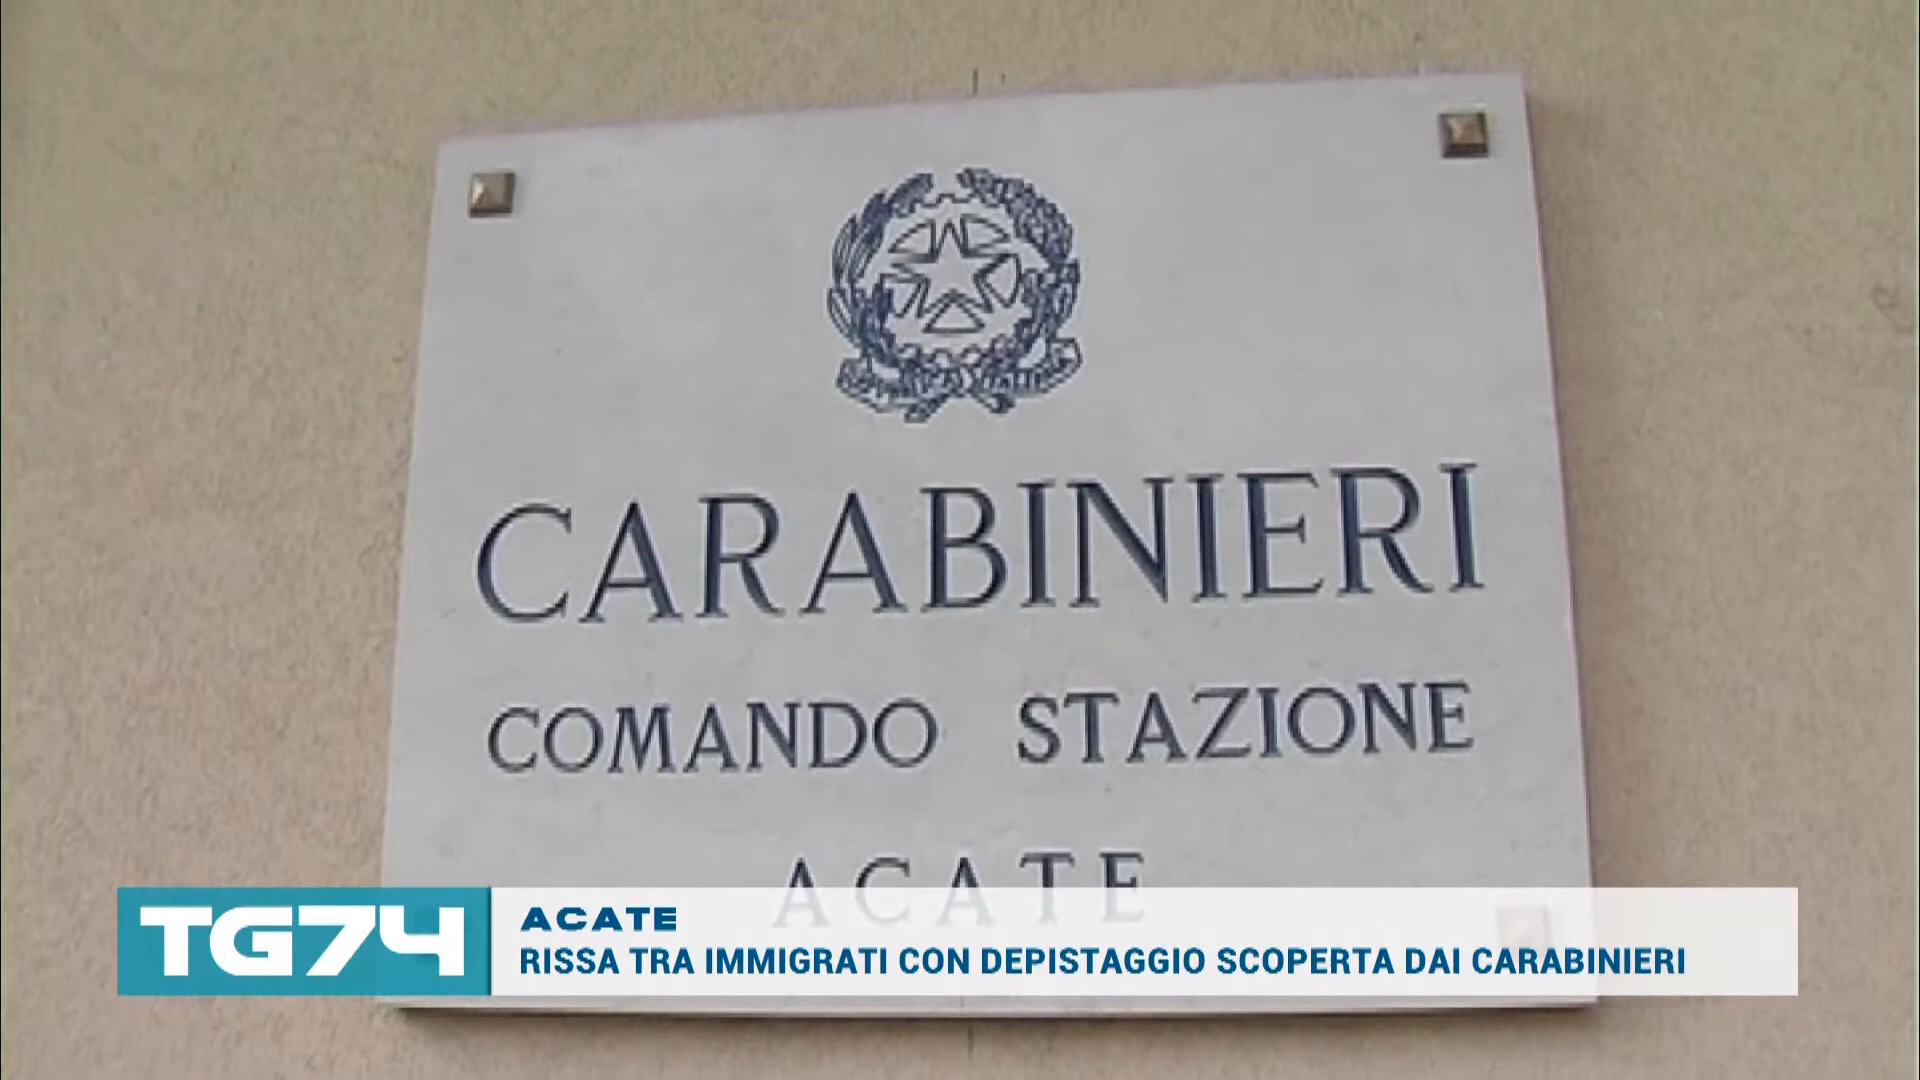 CARABINIERI
COMANDO STAZIONE
ACATE
TG74
ACATE
RISSA TRA IMMIGRATI CON DEPISTAGGIO SCOPERTA DAI CARABINIERI